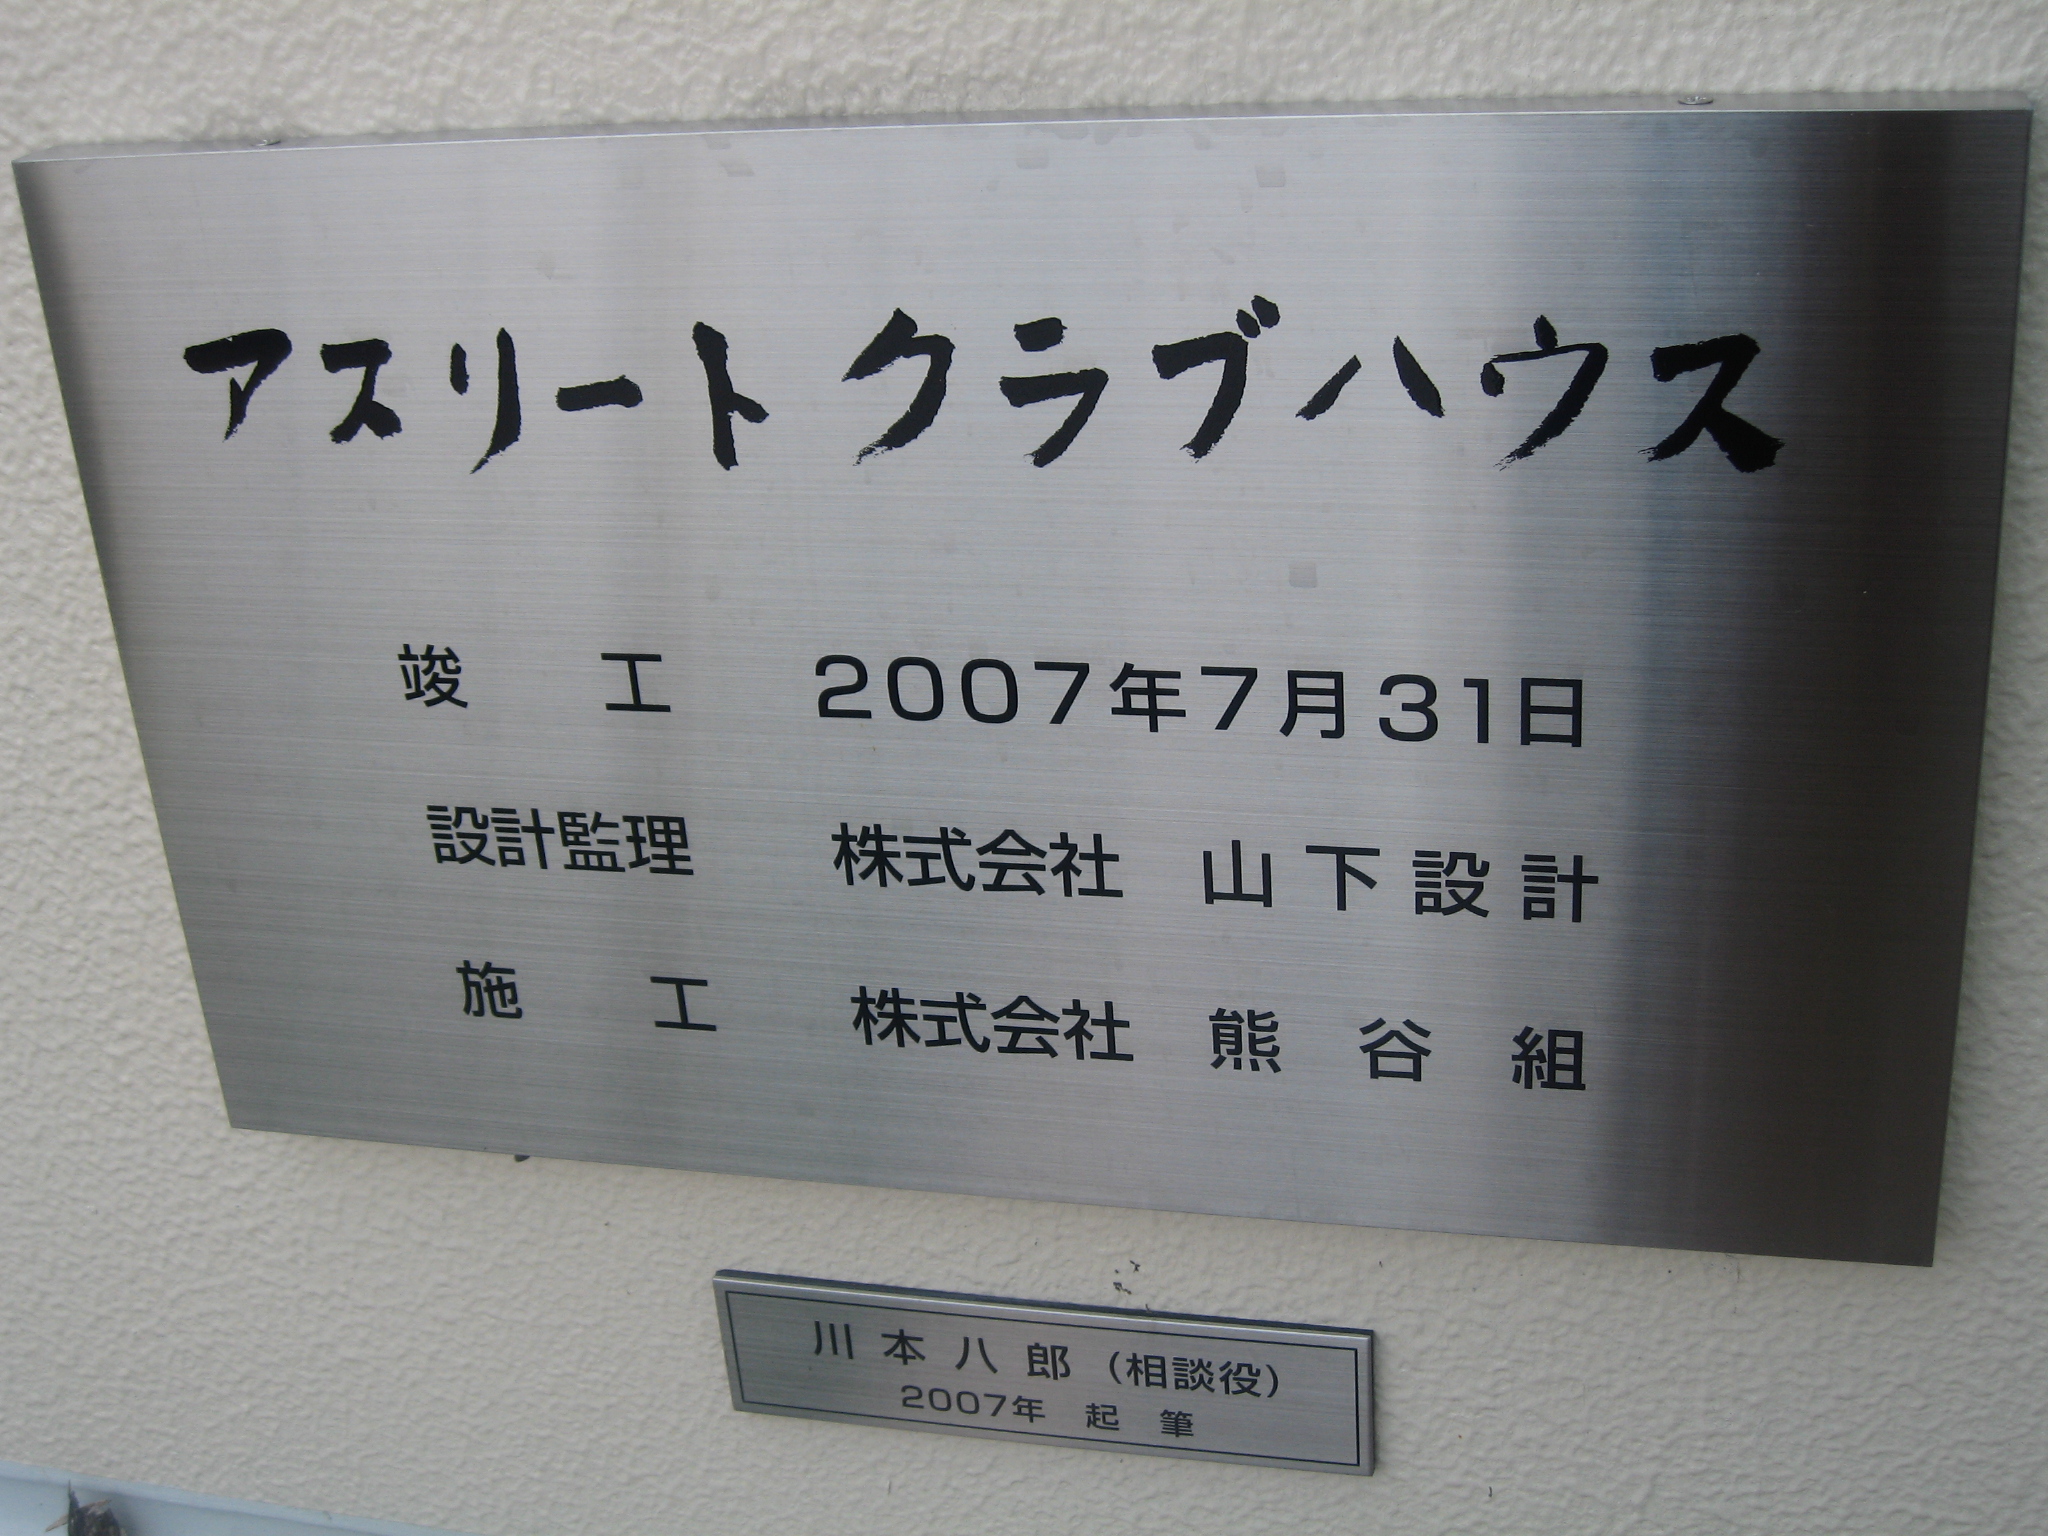 アスリートクラブハウス
竣工 2007年7月31日
設計監理 株式会社 山下設計
施工 株式会社 熊谷組
川本八郎(相談役)
2007年 起筆